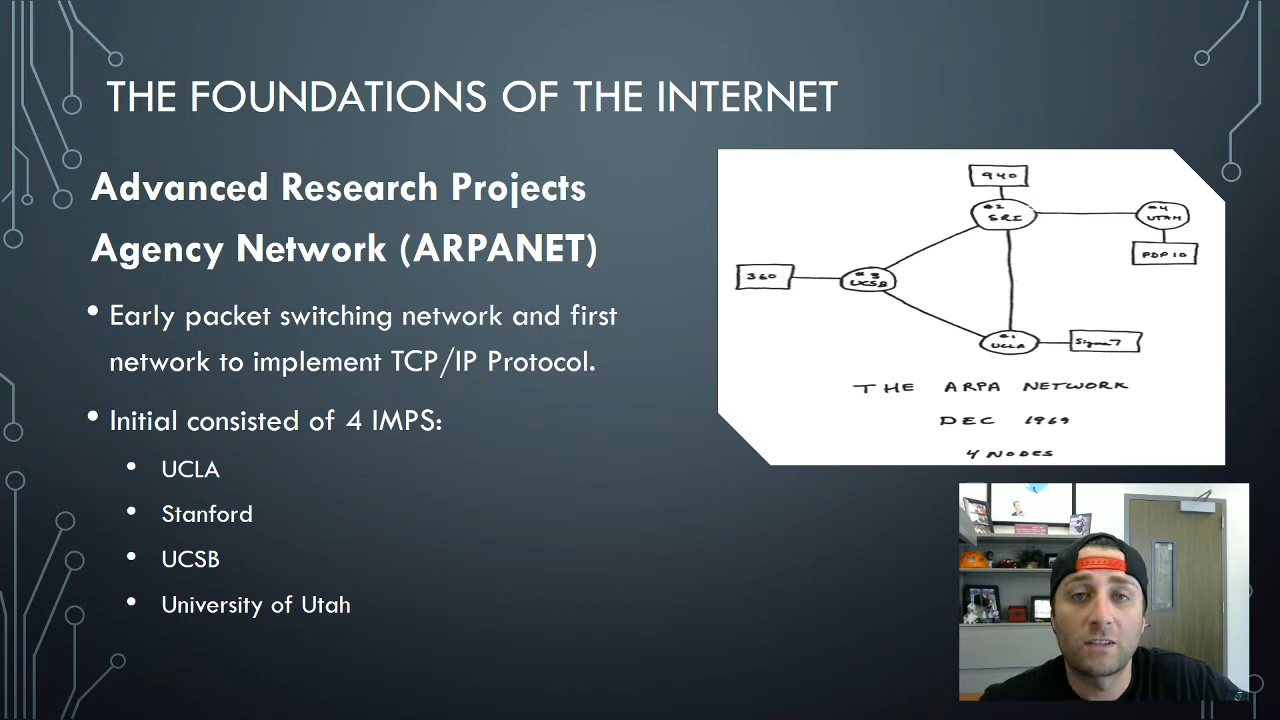 THE FOUNDATIONS OF THE INTERNET
Advanced Research Projects
Agency Network (ARPANET)
• Early packet switching network and first
network to implement TCP/IP Protocol.
• Initial consisted of 4 IMPS:
• UCLA
• Stanford
• UCSB
• University of Utah
940
#2
SRI
#4
UTAH
PDP 10
360
#3
UCSB
#1
UCLA
Sigma 7
THE ARPA NETWORK
DEC 1969
4 NODES